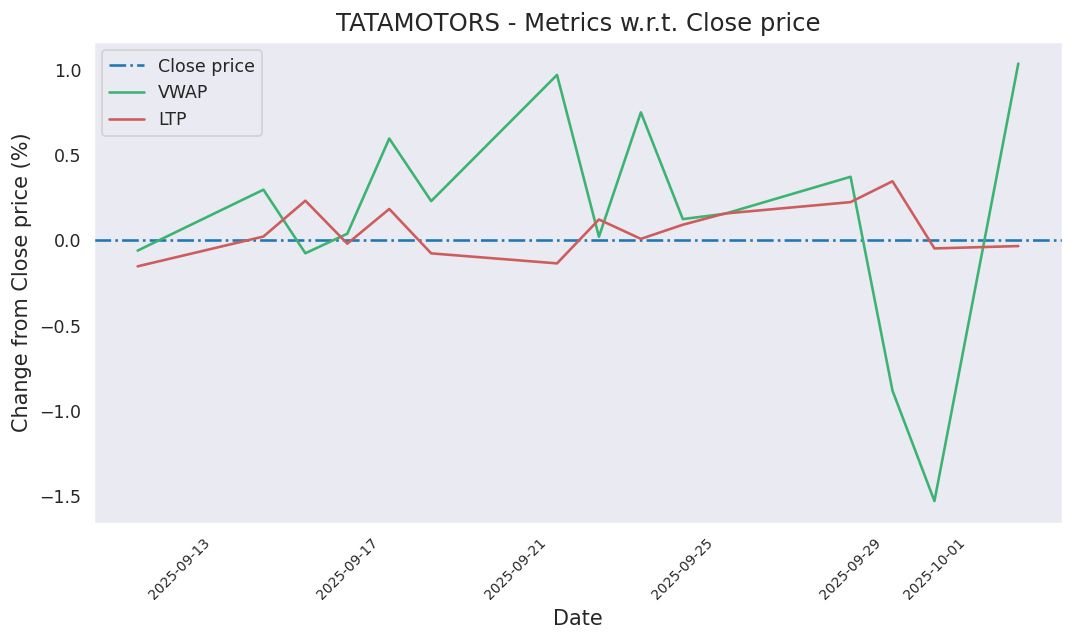 TATAMOTORS - Metrics w.r.t. Close price
Close price
VWAP
LTP
Change from Close price (%)
1.0
0.5
0.0
−0.5
−1.0
−1.5
2025-09-13
2025-09-17
2025-09-21
2025-09-25
2025-09-29
2025-10-01
Date